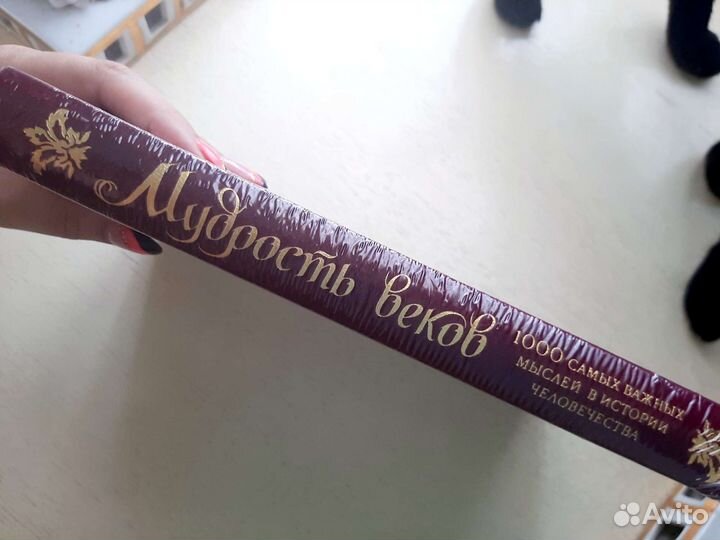 Мудрость веков
1000 САМЫХ ВАЖНЫХ
МЫСЛЕЙ В ИСТОРИИ
ЧЕЛОВЕЧЕСТВА
Avito